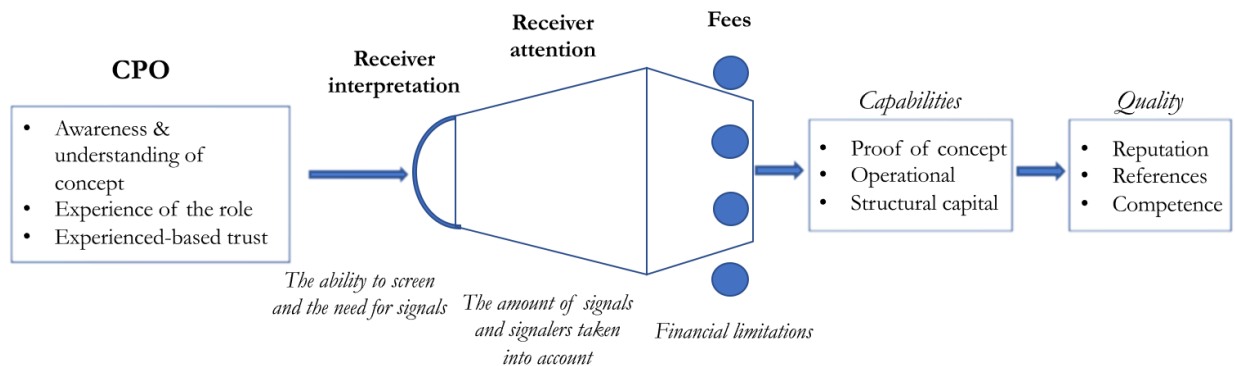 CPO
• Awareness &
understanding of
concept
• Experience of the role
• Experienced-based trust
Receiver
interpretation
The ability to screen
and the need for signals
Receiver
attention
The amount of signals
and signalers taken
into account
Fees
Financial limitations
Capabilities
• Proof of concept
• Operational
• Structural capital
Quality
• Reputation
• References
• Competence